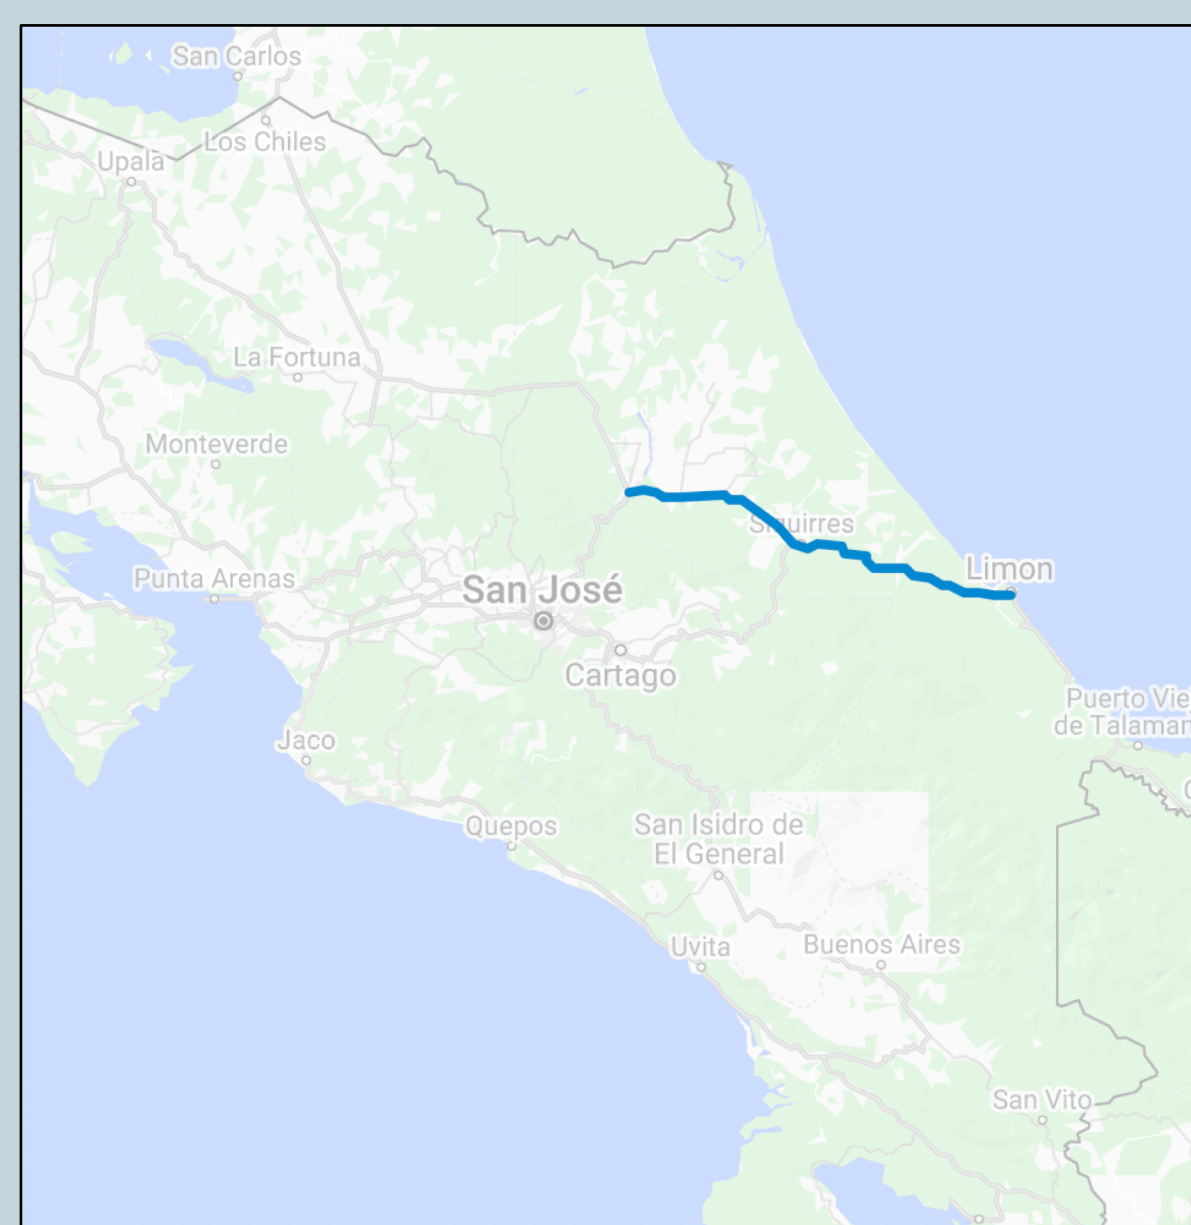 San Carlos
Los Chiles
Upala
La Fortuna
Monteverde
Siquirres
Limon
Punta Arenas
San José
Cartago
Puerto Vie
de Talaman
Jaco
Quepos
San Isidro de
El General
Uvita
Buenos Aires
San Vito